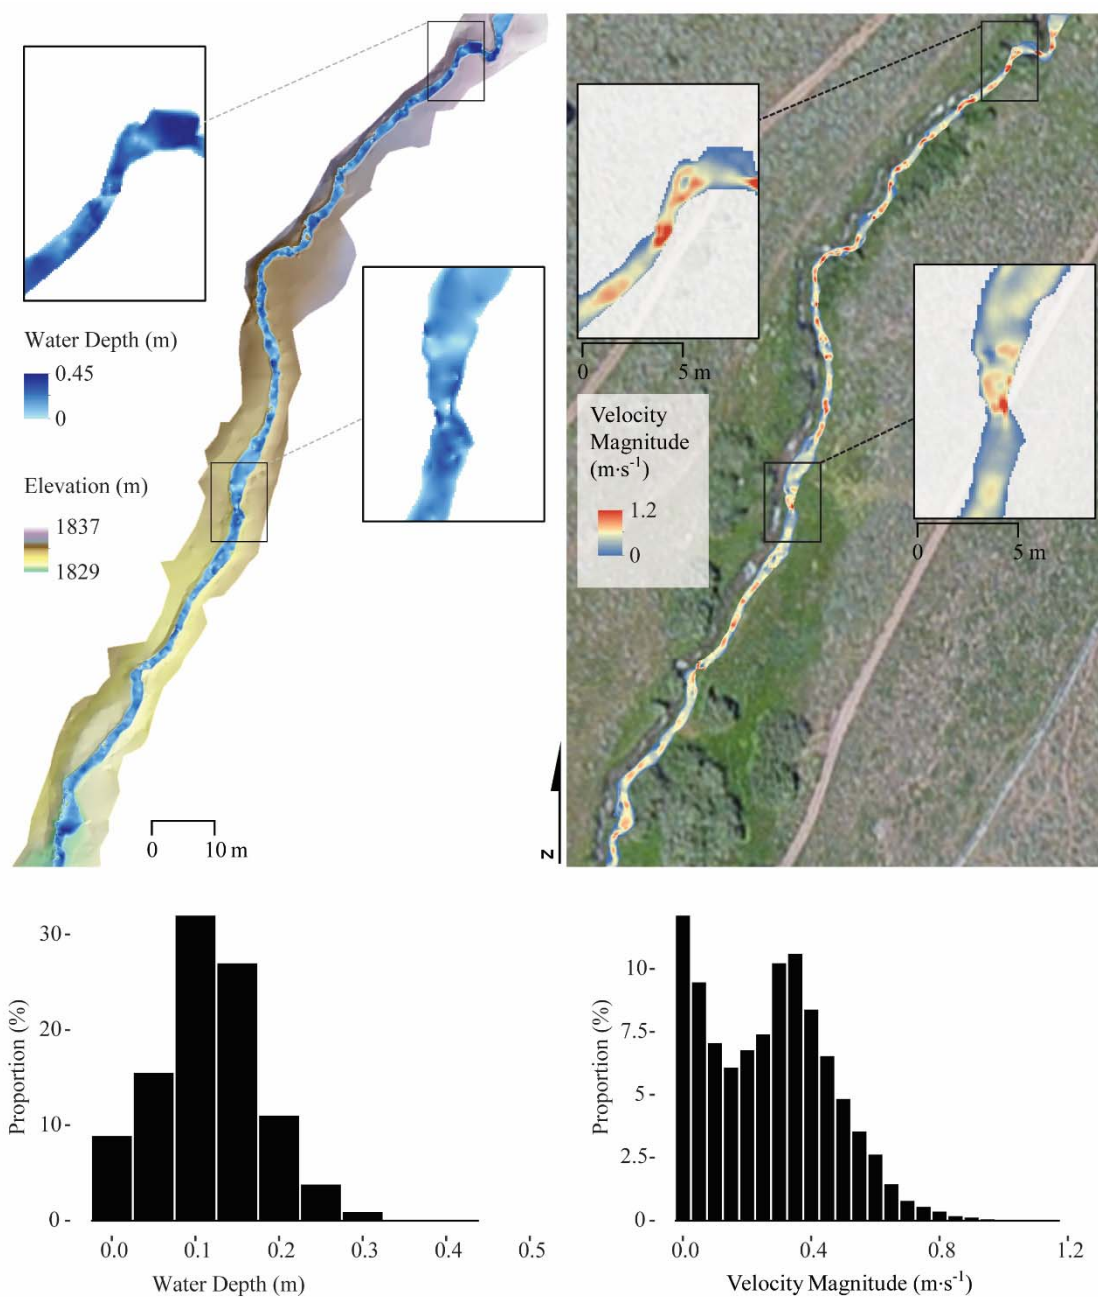 Water Depth (m)
0.45
0
Elevation (m)
1837
1829
0
10 m
N
0
5 m
Velocity
Magnitude
(m·s-1)
1.2
0
0
5 m
30 -
20 -
10 -
0 -
Proportion (%)
0.0
0.1
0.2
0.3
0.4
0.5
Water Depth (m)
10-
7.5-
5-
2.5-
0-
Proportion (%)
0.0
0.4
0.8
1.2
Velocity Magnitude (m·s-1)